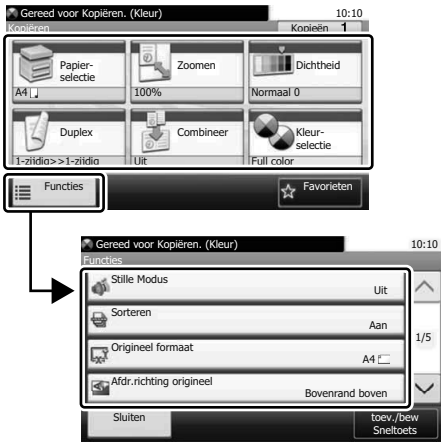 Gereed voor Kopiëren. (Kleur) 10:10
Kopiëren Kopieën 1
Papier-
selectie
Zoomen
Dichtheid
A4 100% Normaal 0
Duplex
Combineer
Kleur-
selectie
1-zijdig>>1-zijdig Uit Full color
Functies
Favorieten
Gereed voor Kopiëren. (Kleur) 10:10
Functies
Stille Modus
Uit
Sorteren
Aan
1/5
Origineel formaat
A4
Afdr.richting origineel
Bovenrand boven
Sluiten
toev./bew
Sneltoets